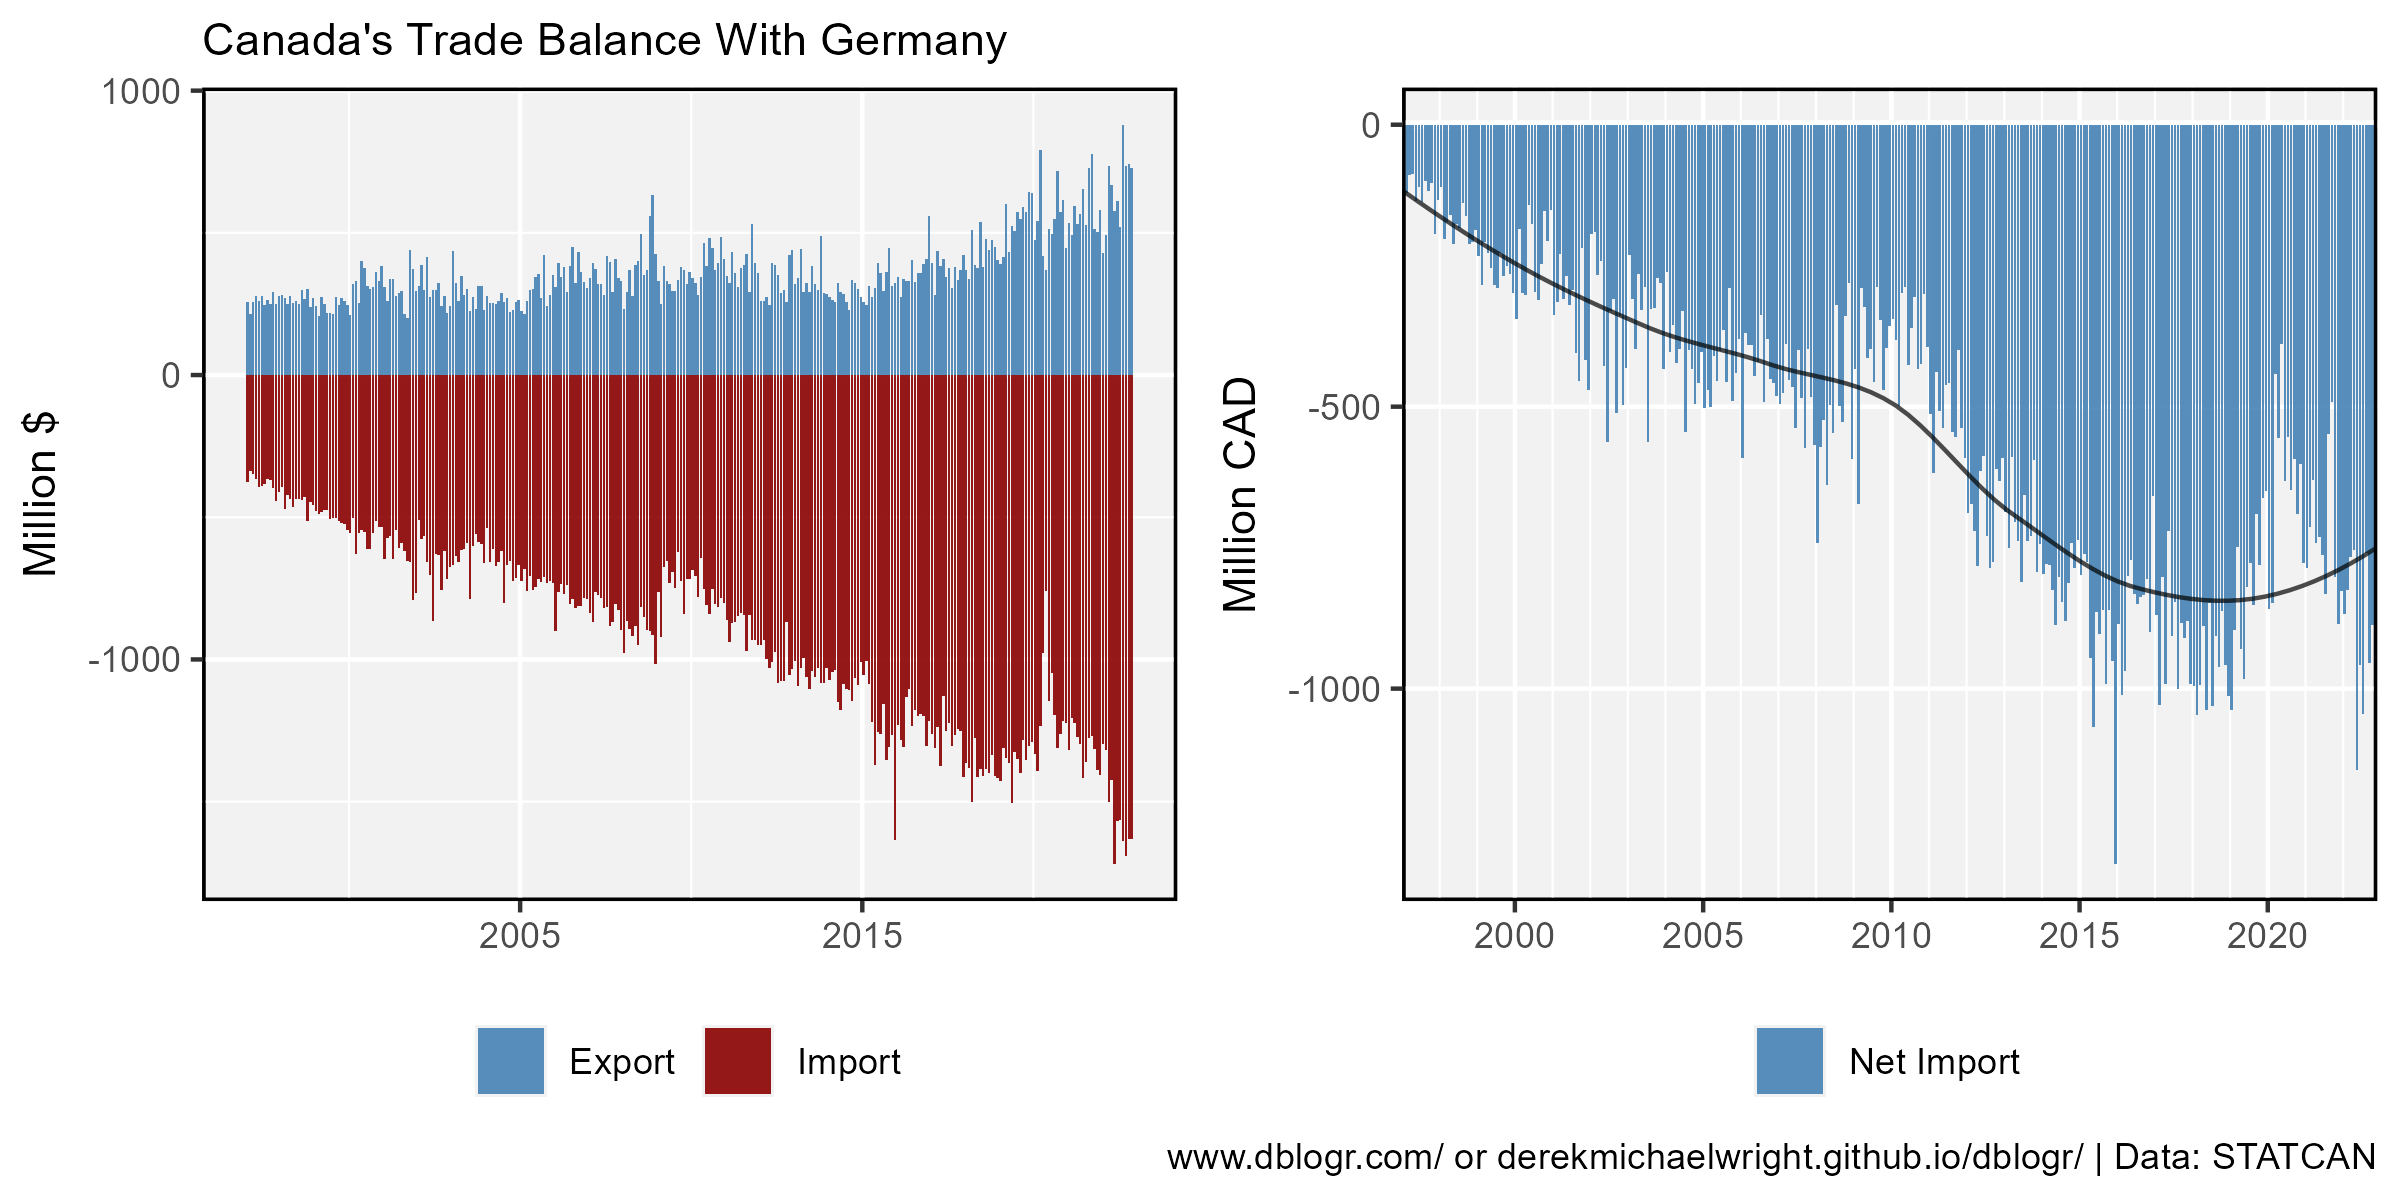 Canada's Trade Balance With Germany
Million $
1000
0
-1000
2005
2015
Export
Import
Million CAD
0
-500
-1000
2000
2005
2010
2015
2020
Net Import
www.dblogr.com/ or derekmichaelwright.github.io/dblogr/ | Data: STATCAN